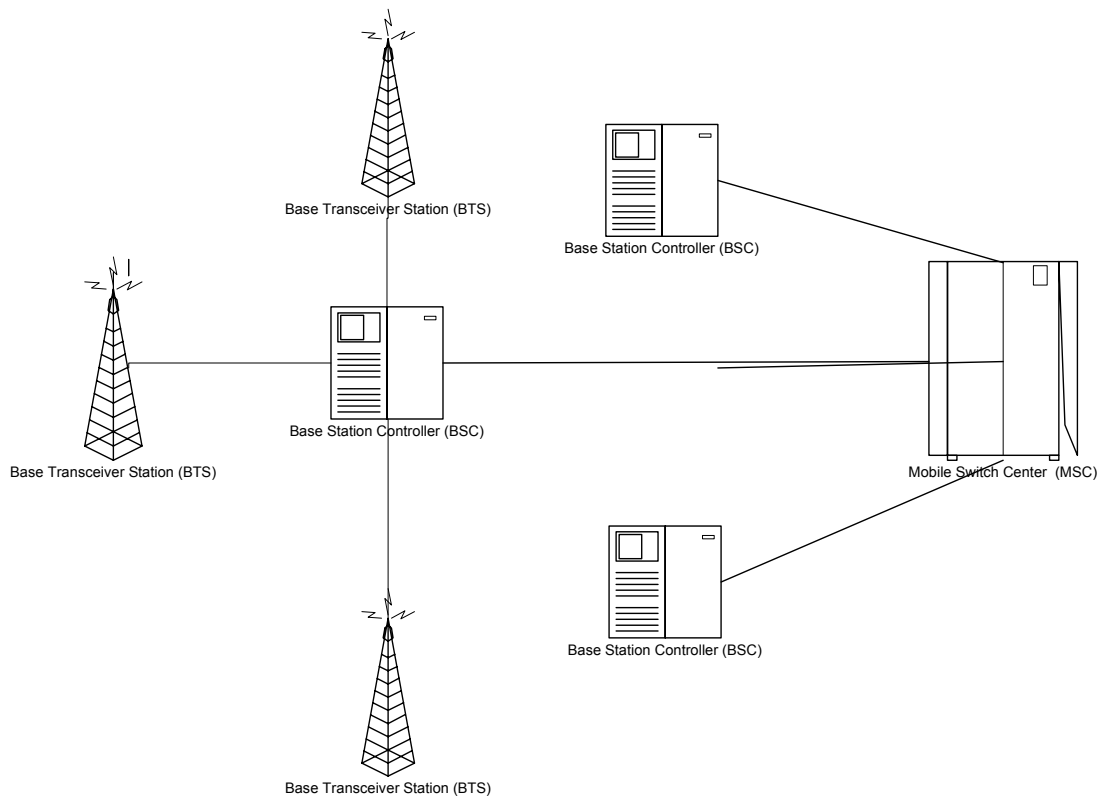 Base Transceiver Station (BTS)
Base Station Controller (BSC)
Base Station Controller (BSC)
Base Transceiver Station (BTS)
Mobile Switch Center (MSC)
Base Station Controller (BSC)
Base Transceiver Station (BTS)